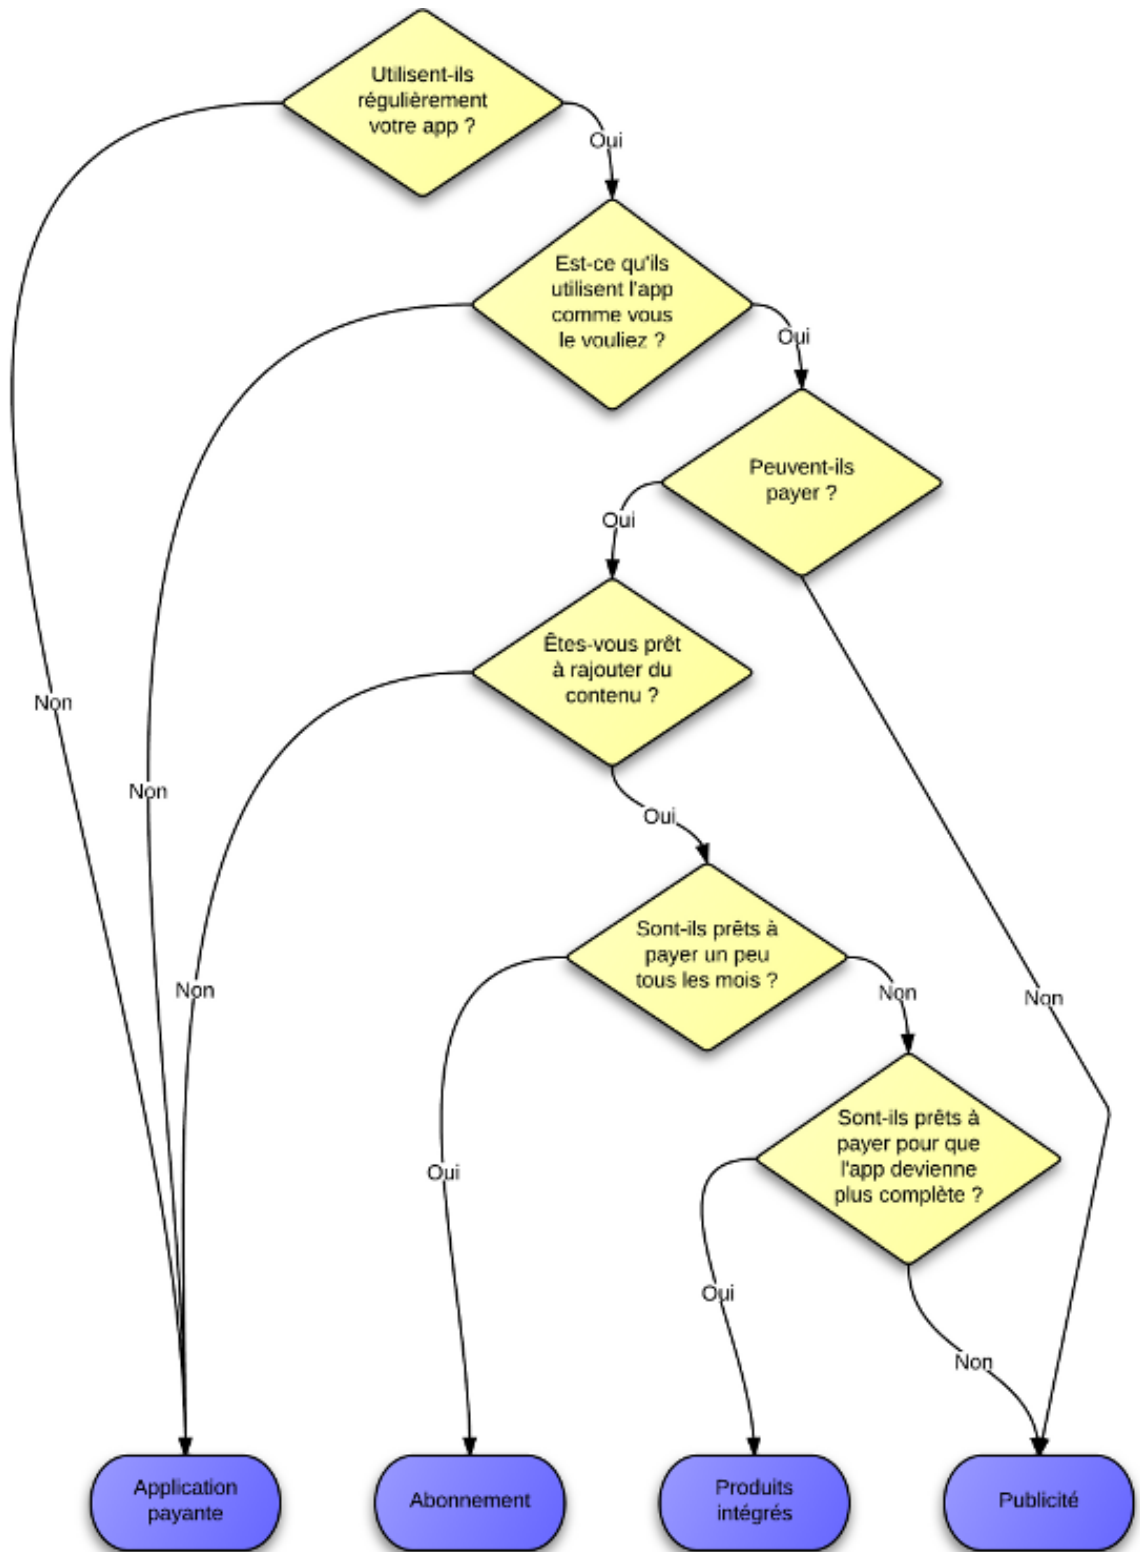 Utilisent-ils
régulièrement
votre app ?
Oui
Est-ce qu'ils
utilisent l'app
comme vous
le vouliez ?
Oui
Peuvent-ils
payer ?
Oui
Êtes-vous prêt
à rajouter du
contenu ?
Non
Non
Oui
Sont-ils prêts à
payer un peu
tous les mois ?
Non
Non
Non
Sont-ils prêts à
payer pour que
l'app devienne
plus complète ?
Oui
Oui
Non
Application
payante
Abonnement
Produits
intégrés
Publicité